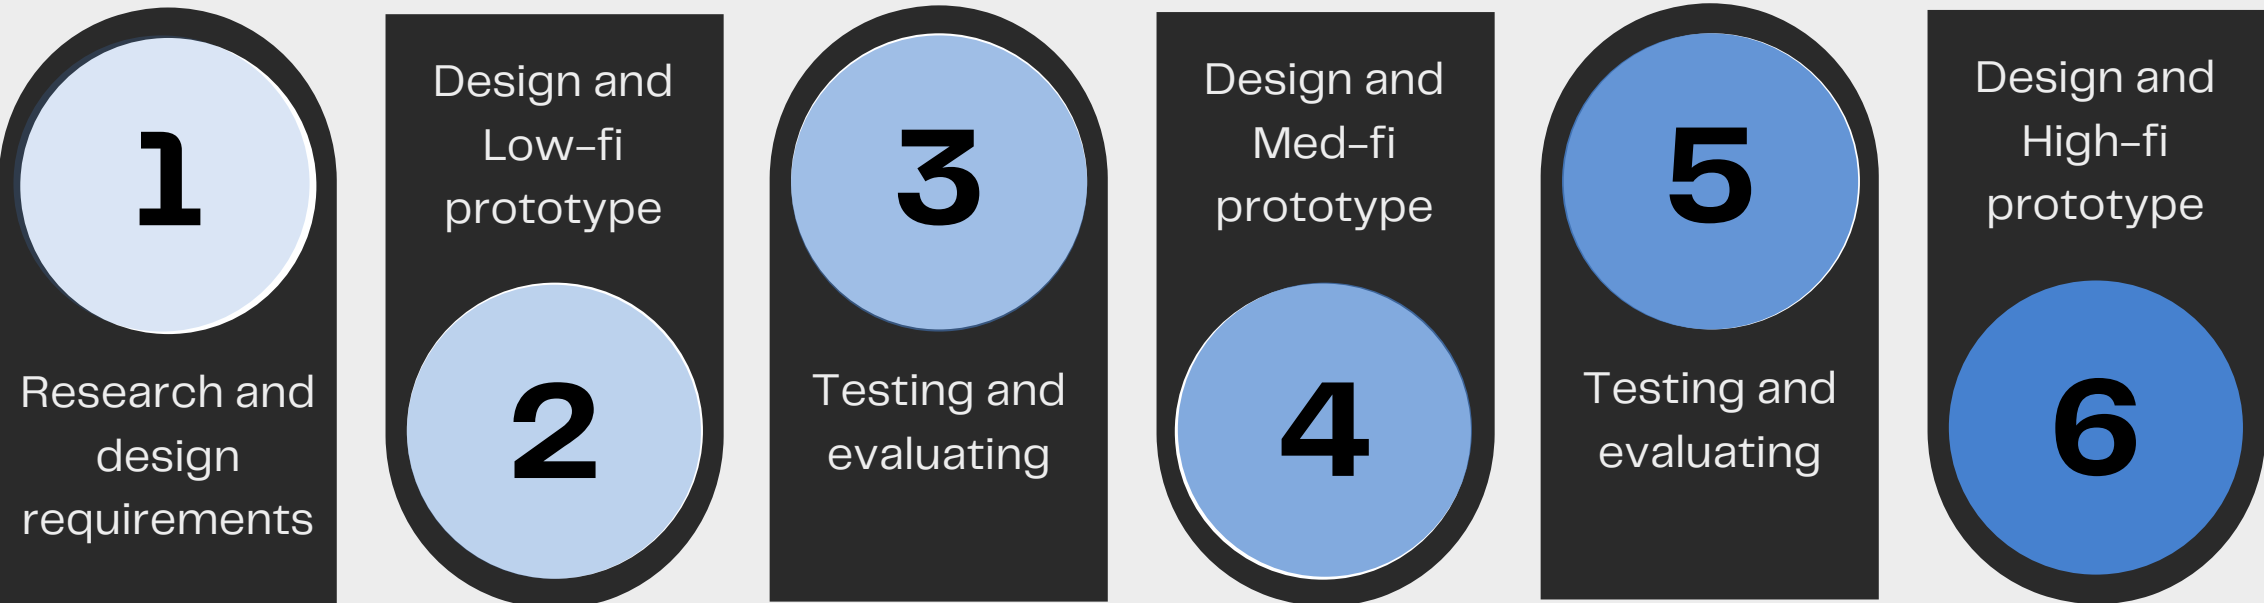 1
Research and
design
requirements
Design and
Low-fi
prototype
2
3
Testing and
evaluating
Design and
Med-fi
prototype
4
5
Testing and
evaluating
Design and
High-fi
prototype
6